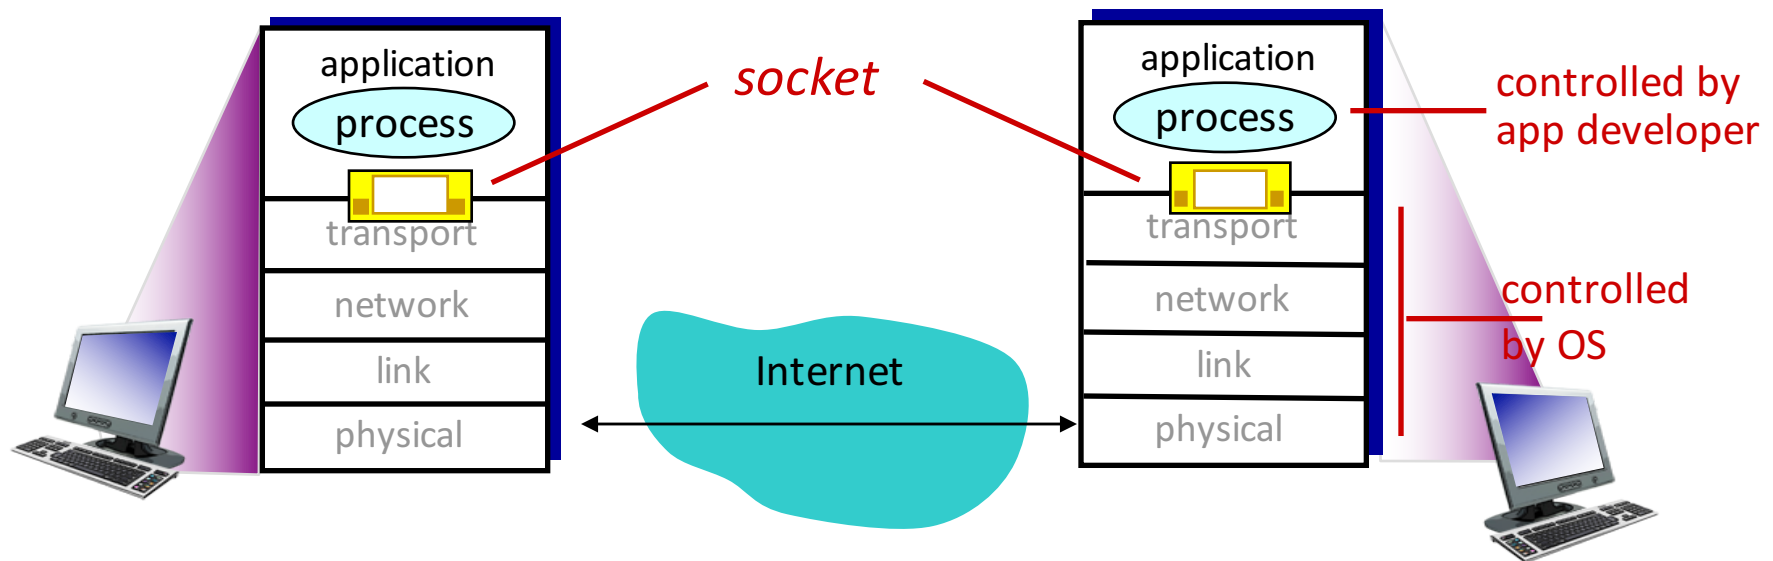 application
process
transport
network
link
physical
socket
Internet
application
process
transport
network
link
physical
controlled by
app developer
controlled
by OS